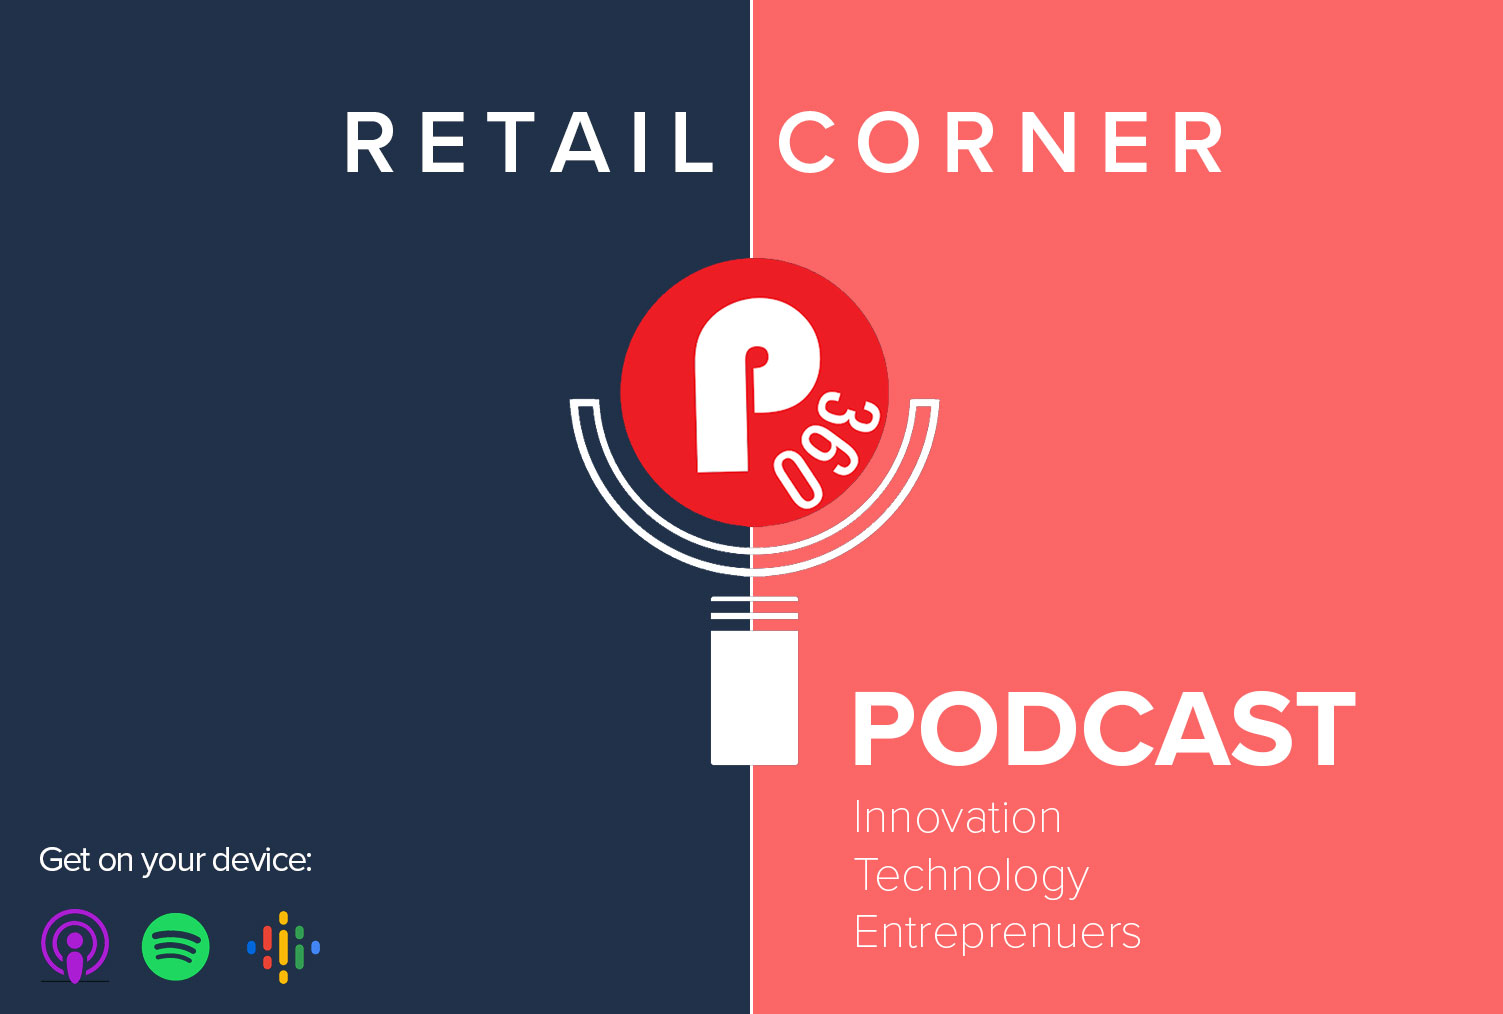 RETAIL CORNER
P
360
PODCAST
Innovation
Technology
Entreprenuers
Get on your device: